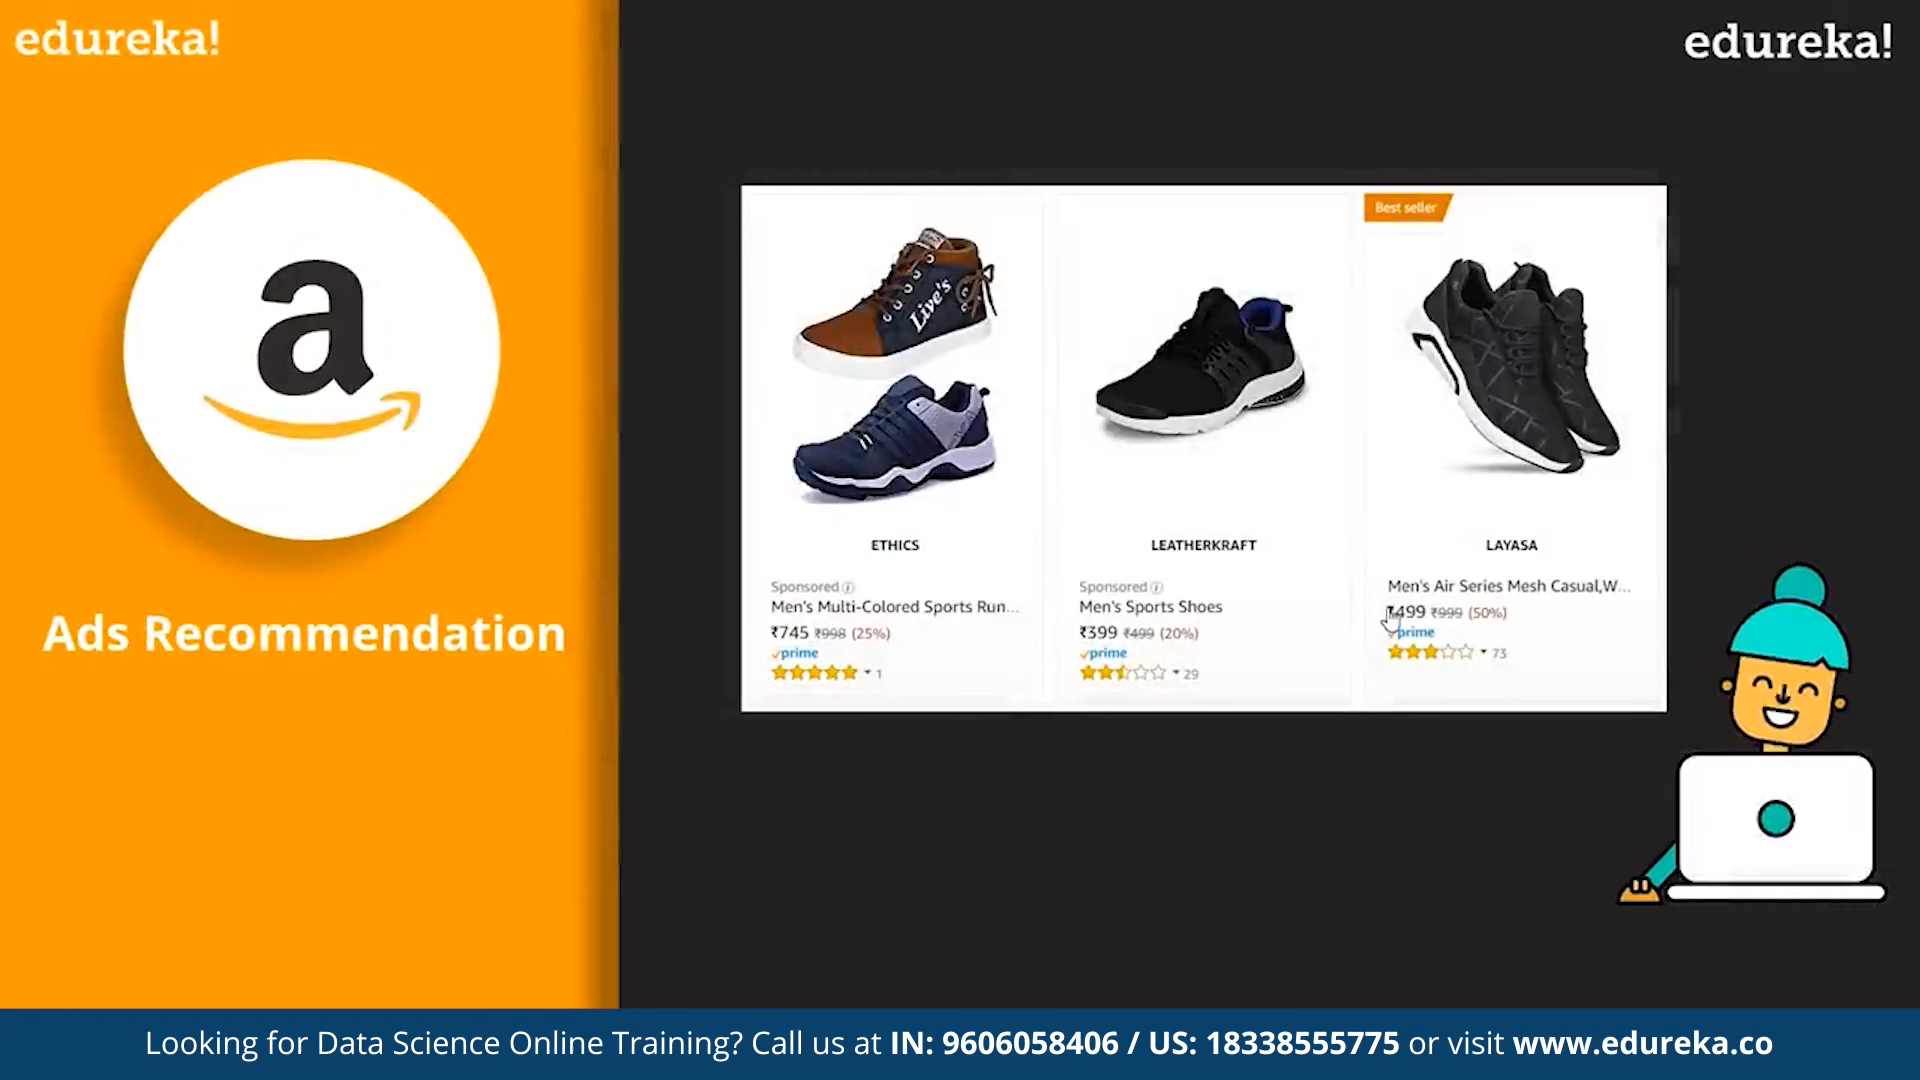 edureka!
edureka!
a
Ads Recommendation
Best seller
Live's
ETHICS
Sponsored
Men's Multi-Colored Sports Run...
₹745 ₹998 (25%)
prime
1
LEATHERKRAFT
Sponsored
Men's Sports Shoes
₹399 ₹499 (20%)
prime
29
LAYASA
Men's Air Series Mesh Casual,W...
₹499 ₹999 (50%)
prime
73
Looking for Data Science Online Training? Call us at IN: 9606058406 / US: 18338555775 or visit www.edureka.co